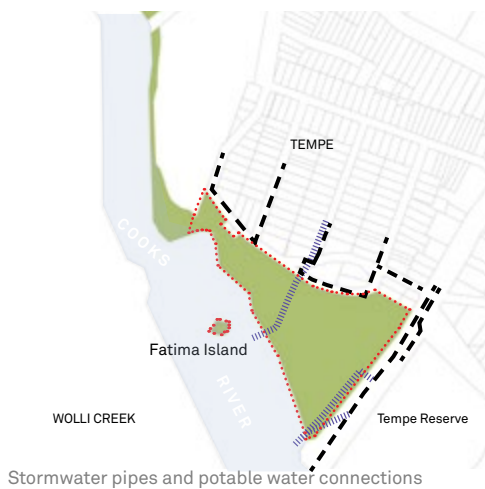 TEMPE
COOKS
Fatima Island
RIVER
WOLLI CREEK
Tempe Reserve
Stormwater pipes and potable water connections